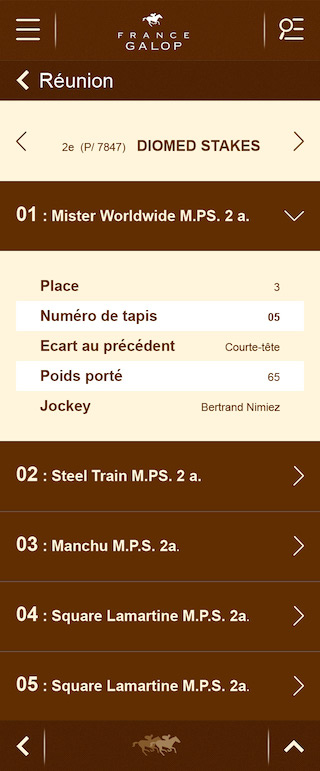 FRANCE
GALOP
Réunion
2e (P/ 7847) DIOMED STAKES
01 : Mister Worldwide M.PS. 2 a.
Place 3
Numéro de tapis 05
Ecart au précédent Courte-tête
Poids porté 65
Jockey Bertrand Nimiez
02 : Steel Train M.PS. 2 a.
03 : Manchu M.P.S. 2a.
04 : Square Lamartine M.P.S. 2a.
05 : Square Lamartine M.P.S. 2a.